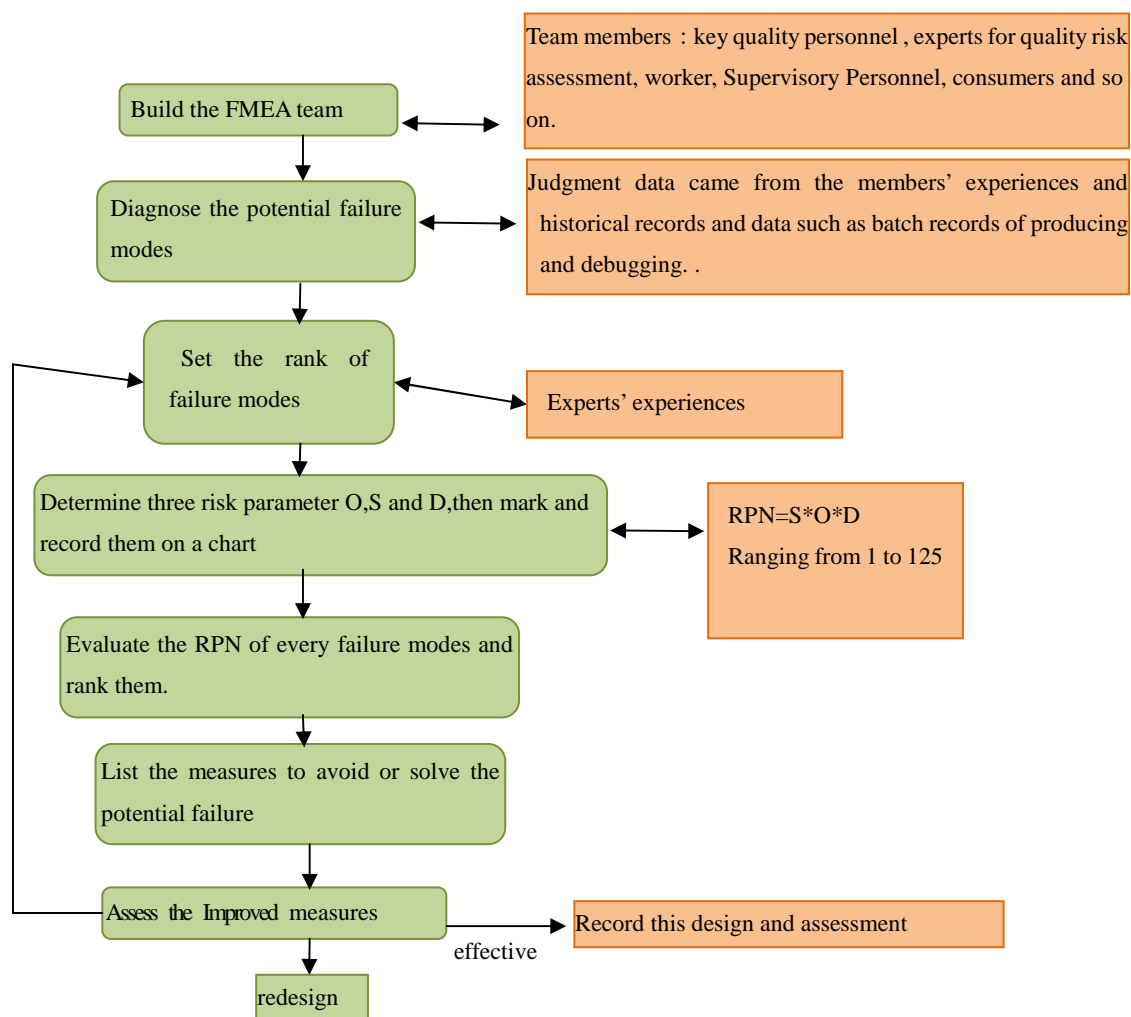 Team members：key quality personnel , experts for quality risk
assessment, worker, Supervisory Personnel, consumers and so
on.
Build the FMEA team
Judgment data came from the members’ experiences and
historical records and data such as batch records of producing
and debugging. .
Diagnose the potential failure
modes
Set the rank of
failure modes
Experts’ experiences
Determine three risk parameter O,S and D,then mark and
record them on a chart
RPN=S*O*D
Ranging from 1 to 125
Evaluate the RPN of every failure modes and
rank them.
List the measures to avoid or solve the
potential failure
Assess the Improved measures
effective
Record this design and assessment
redesign